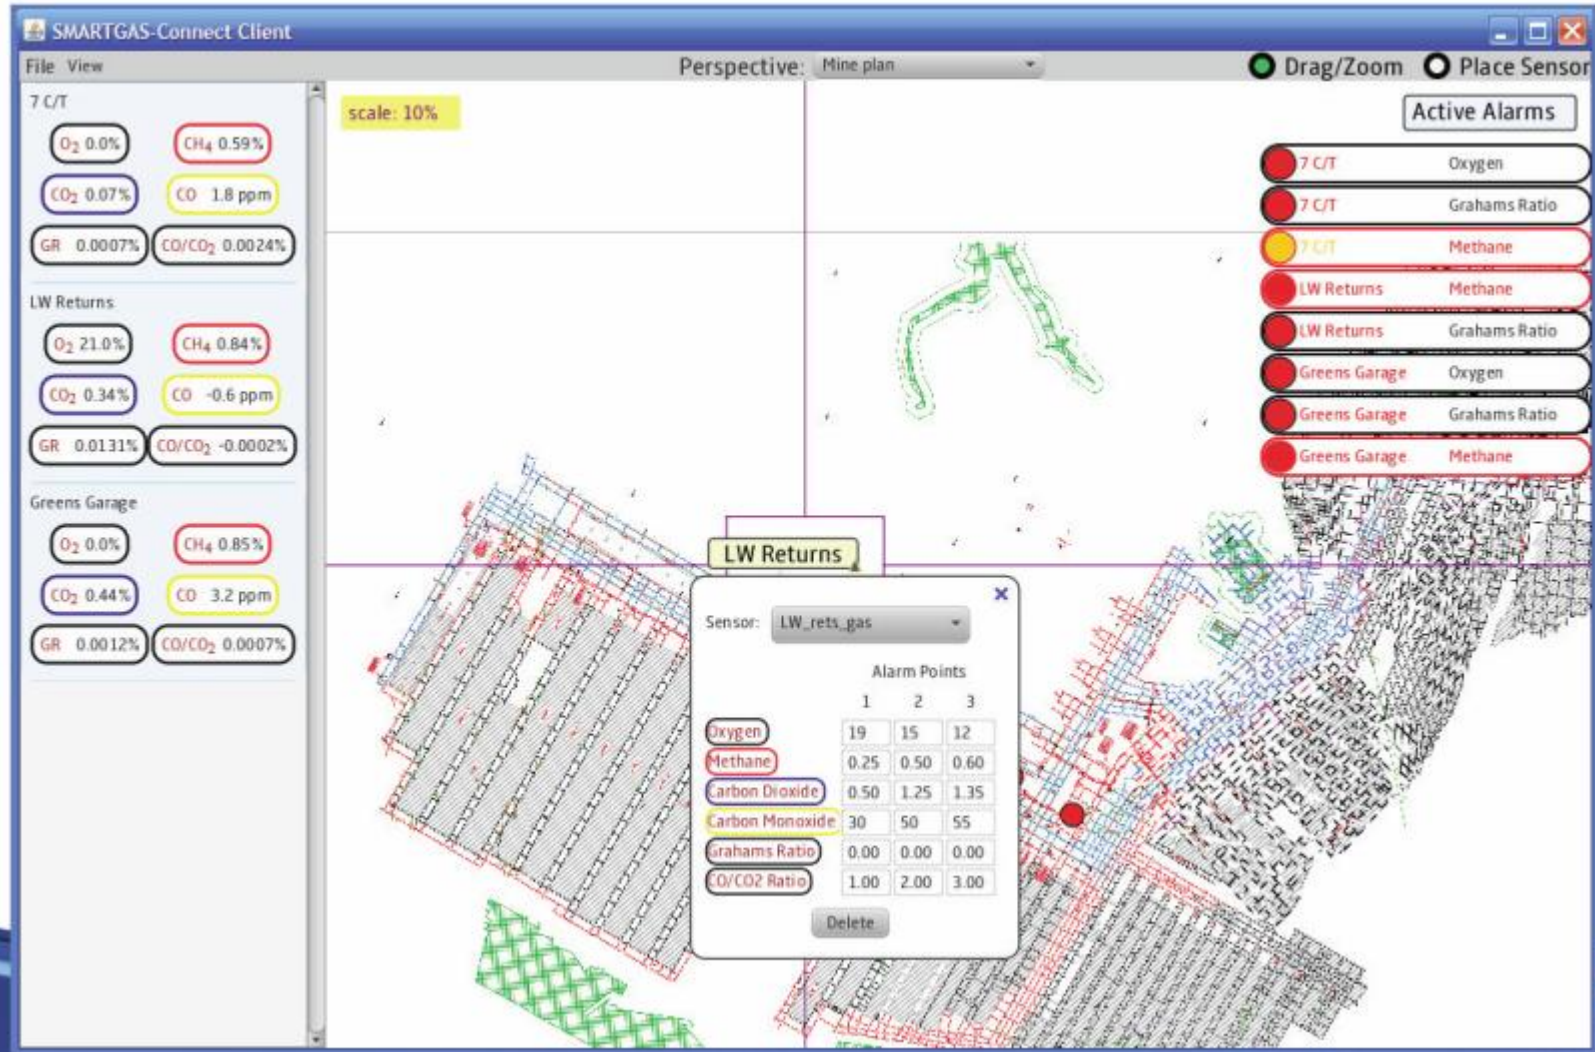 SMARTGAS-Connect Client
File View Perspective: Mine plan Drag/Zoom Place Sensor
7 C/T
O2 0.0% CH4 0.59%
CO2 0.07% CO 1.8 ppm
GR 0.0007% CO/CO2 0.0024%
LW Returns
O2 21.0% CH4 0.84%
CO2 0.34% CO -0.6 ppm
GR 0.0131% CO/CO2 -0.0002%
Greens Garage
O2 0.0% CH4 0.85%
CO2 0.44% CO 3.2 ppm
GR 0.0012% CO/CO2 0.0007%
scale: 10%
Active Alarms
7 C/T Oxygen
7 C/T Grahams Ratio
7 C/T Methane
LW Returns Methane
LW Returns Grahams Ratio
Greens Garage Oxygen
Greens Garage Grahams Ratio
Greens Garage Methane
LW Returns
Sensor: LW_rets_gas
Alarm Points
1 2 3
Oxygen 19 15 12
Methane 0.25 0.50 0.60
Carbon Dioxide 0.50 1.25 1.35
Carbon Monoxide 30 50 55
Grahams Ratio 0.00 0.00 0.00
CO/CO2 Ratio 1.00 2.00 3.00
Delete